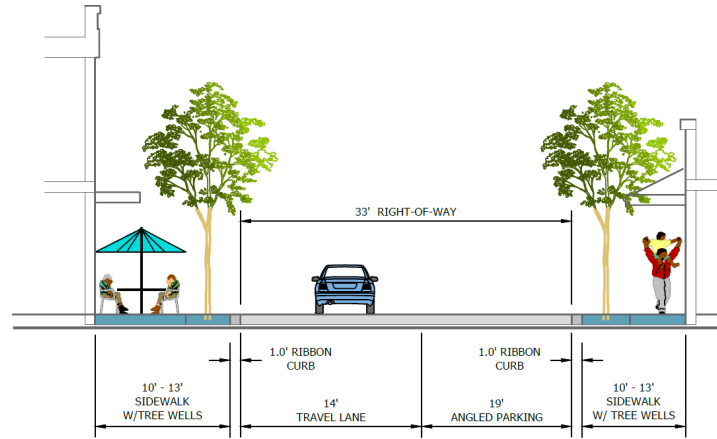 33' RIGHT-OF-WAY
1.0' RIBBON
CURB
1.0' RIBBON
CURB
10' - 13'
SIDEWALK
W/TREE WELLS
14'
TRAVEL LANE
19'
ANGLED PARKING
10' - 13'
SIDEWALK
W/ TREE WELLS